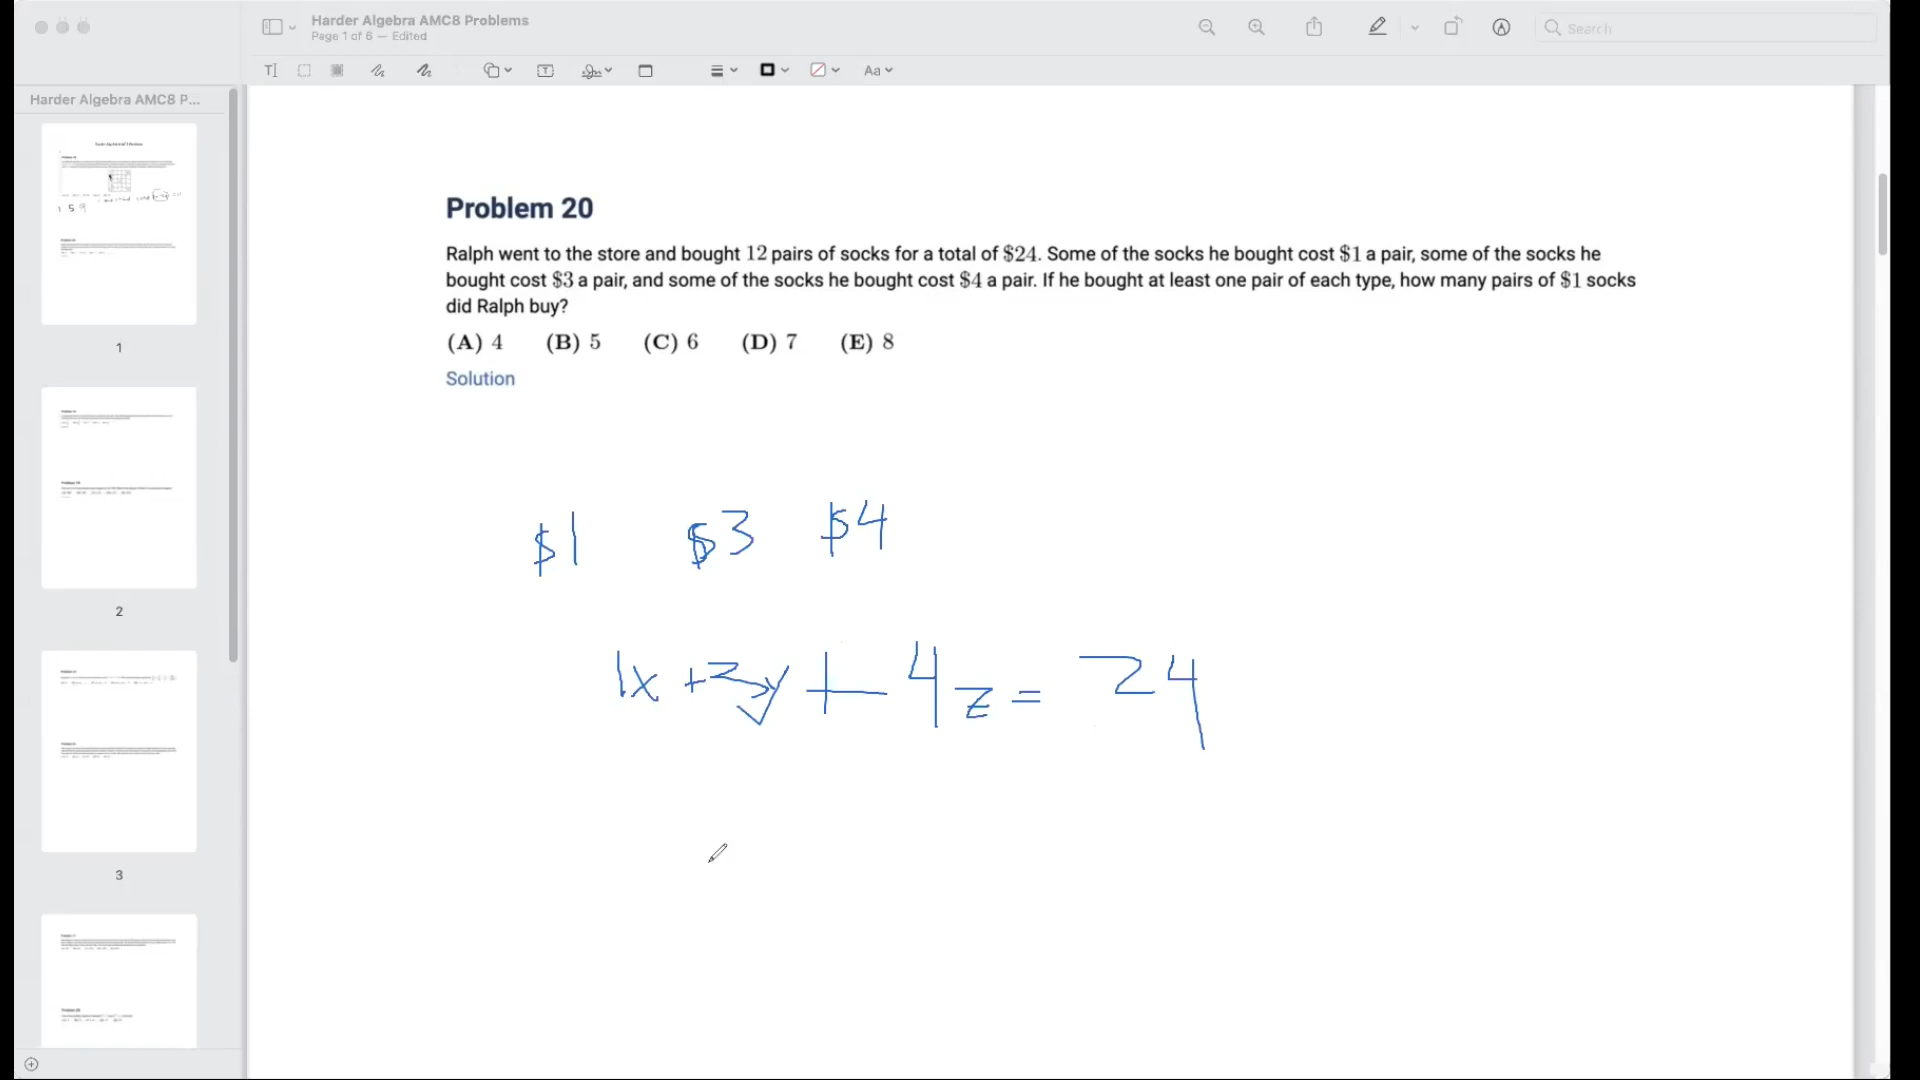 Harder Algebra AMC8 Problems
Page 1 of 6 — Edited
Search
Aa
Harder Algebra AMC8 P...
1
2
3
Problem 20
Ralph went to the store and bought 12 pairs of socks for a total of $24. Some of the socks he bought cost $1 a pair, some of the socks he
bought cost $3 a pair, and some of the socks he bought cost $4 a pair. If he bought at least one pair of each type, how many pairs of $1 socks
did Ralph buy?
(A) 4 (B) 5 (C) 6 (D) 7 (E) 8
Solution
$1 $3 $4
1x + 3y + 4z = 24